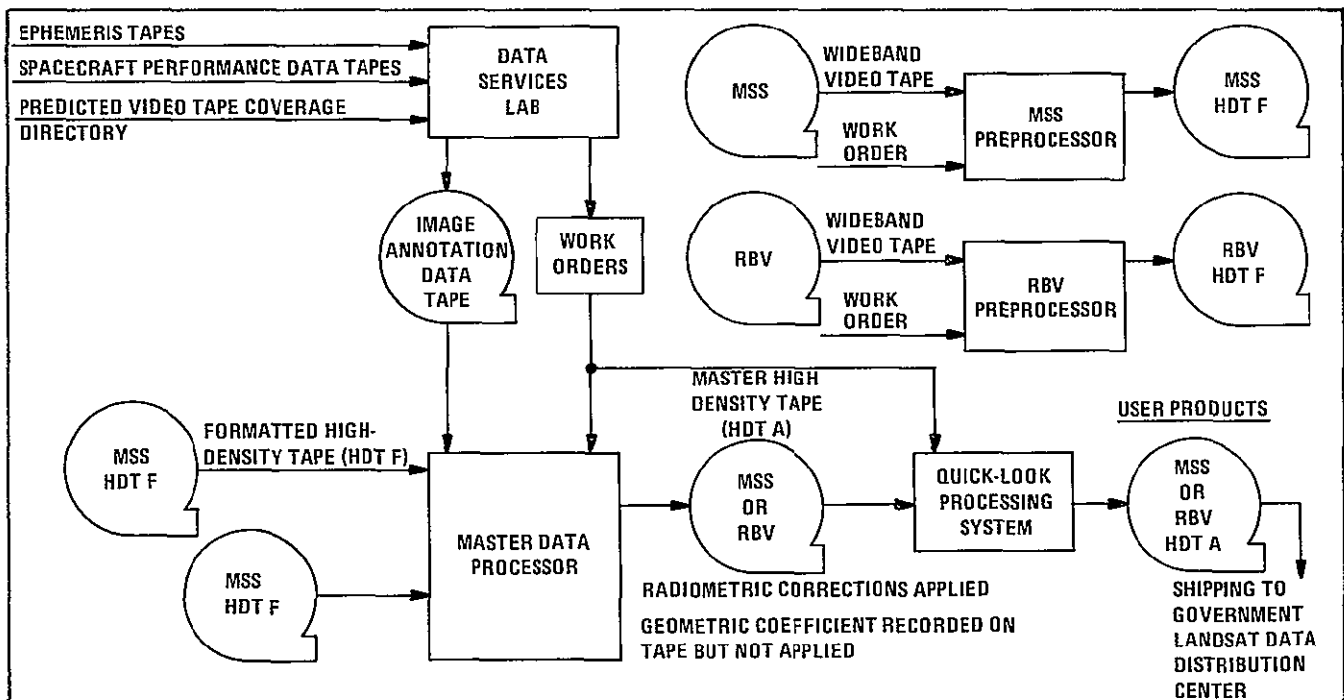 EPHEMERIS TAPES
SPACECRAFT PERFORMANCE DATA TAPES
PREDICTED VIDEO TAPE COVERAGE
DIRECTORY
DATA
SERVICES
LAB
IMAGE
ANNOTATION
DATA
TAPE
WORK
ORDERS
MSS
WIDEBAND
VIDEO TAPE
WORK
ORDER
MSS
PREPROCESSOR
MSS
HDT F
RBV
WIDEBAND
VIDEO TAPE
WORK
ORDER
RBV
PREPROCESSOR
RBV
HDT F
MSS
HDT F
FORMATTED HIGH-
DENSITY TAPE (HDT F)
MSS
HDT F
MASTER DATA
PROCESSOR
MASTER HIGH
DENSITY TAPE
(HDT A)
MSS
OR
RBV
RADIOMETRIC CORRECTIONS APPLIED
GEOMETRIC COEFFICIENT RECORDED ON
TAPE BUT NOT APPLIED
QUICK-LOOK
PROCESSING
SYSTEM
USER PRODUCTS
MSS
OR
RBV
HDT A
SHIPPING TO
GOVERNMENT
LANDSAT DATA
DISTRIBUTION
CENTER